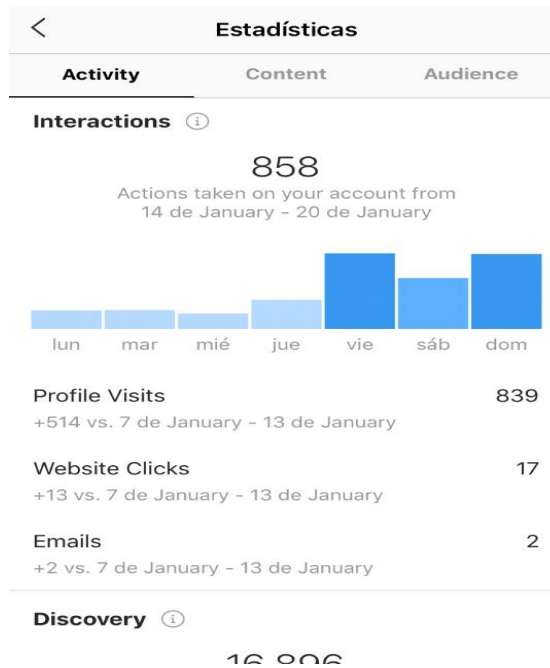 Estadísticas
Activity Content Audience
Interactions
858
Actions taken on your account from
14 de January - 20 de January
lun mar mié jue vie sáb dom
Profile Visits 839
+514 vs. 7 de January - 13 de January
Website Clicks 17
+13 vs. 7 de January - 13 de January
Emails 2
+2 vs. 7 de January - 13 de January
Discovery
16,896